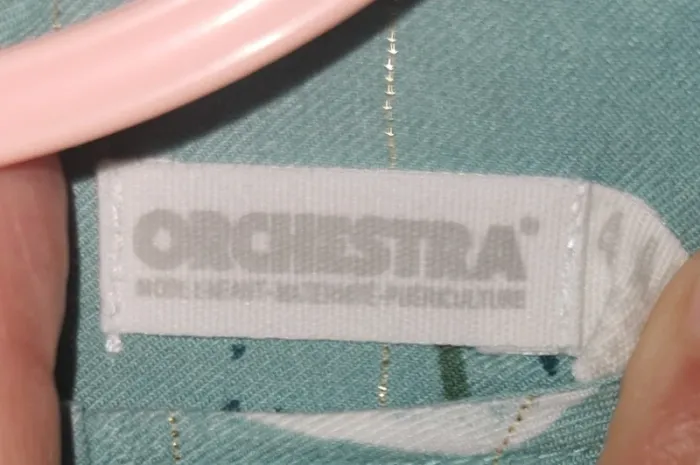 ORCHESTRA®
MODE ENFANT-MATERNITE-PUERICULTURE